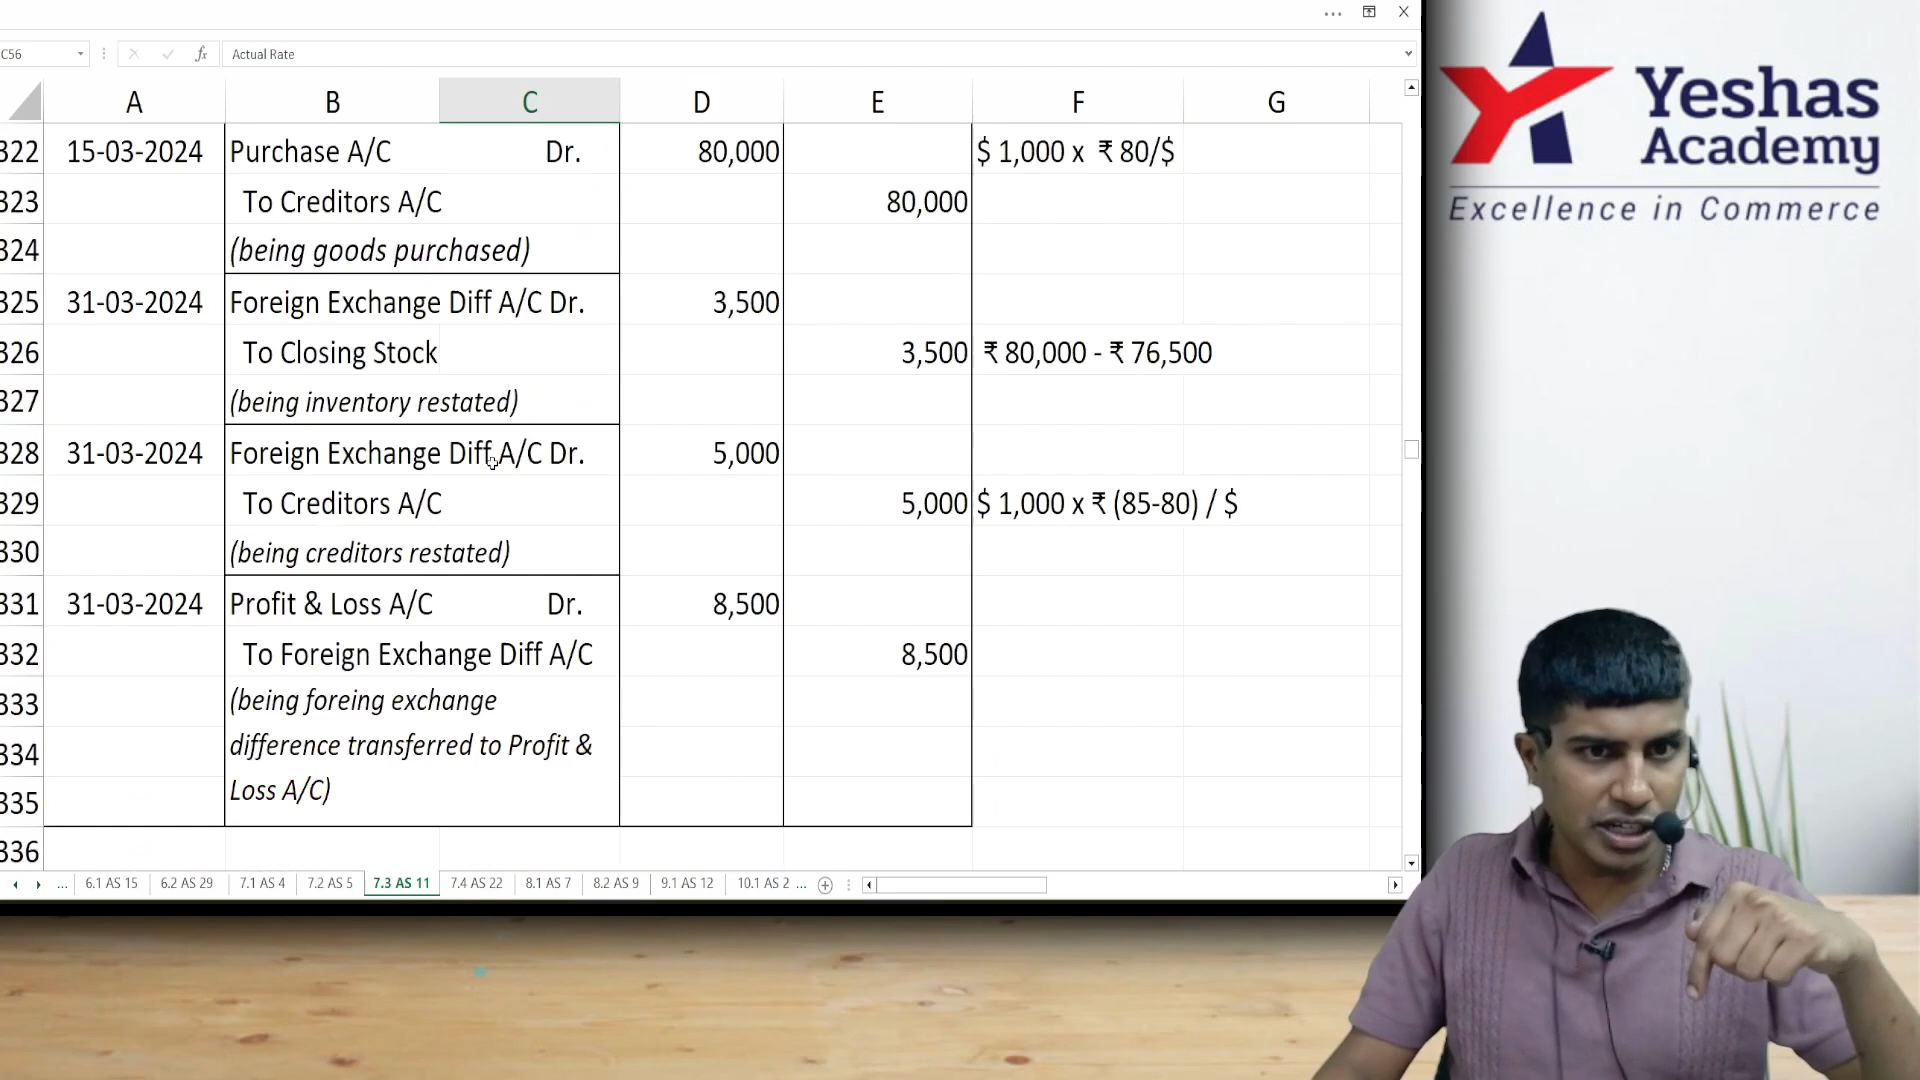 C56 fx Actual Rate
A B C D E F G
322 15-03-2024 Purchase A/C Dr. 80,000 $ 1,000 x ₹ 80/$
323 To Creditors A/C 80,000
324 (being goods purchased)
325 31-03-2024 Foreign Exchange Diff A/C Dr. 3,500
326 To Closing Stock 3,500 ₹ 80,000 - ₹ 76,500
327 (being inventory restated)
328 31-03-2024 Foreign Exchange Diff A/C Dr. 5,000
329 To Creditors A/C 5,000 $ 1,000 x ₹ (85-80) / $
330 (being creditors restated)
331 31-03-2024 Profit & Loss A/C Dr. 8,500
332 To Foreign Exchange Diff A/C 8,500
333 (being foreing exchange
334 difference transferred to Profit &
335 Loss A/C)
336
... 6.1 AS 15 6.2 AS 29 7.1 AS 4 7.2 AS 5 7.3 AS 11 7.4 AS 22 8.1 AS 7 8.2 AS 9 9.1 AS 12 10.1 AS 2 ...
Yeshas
Academy
Excellence in Commerce